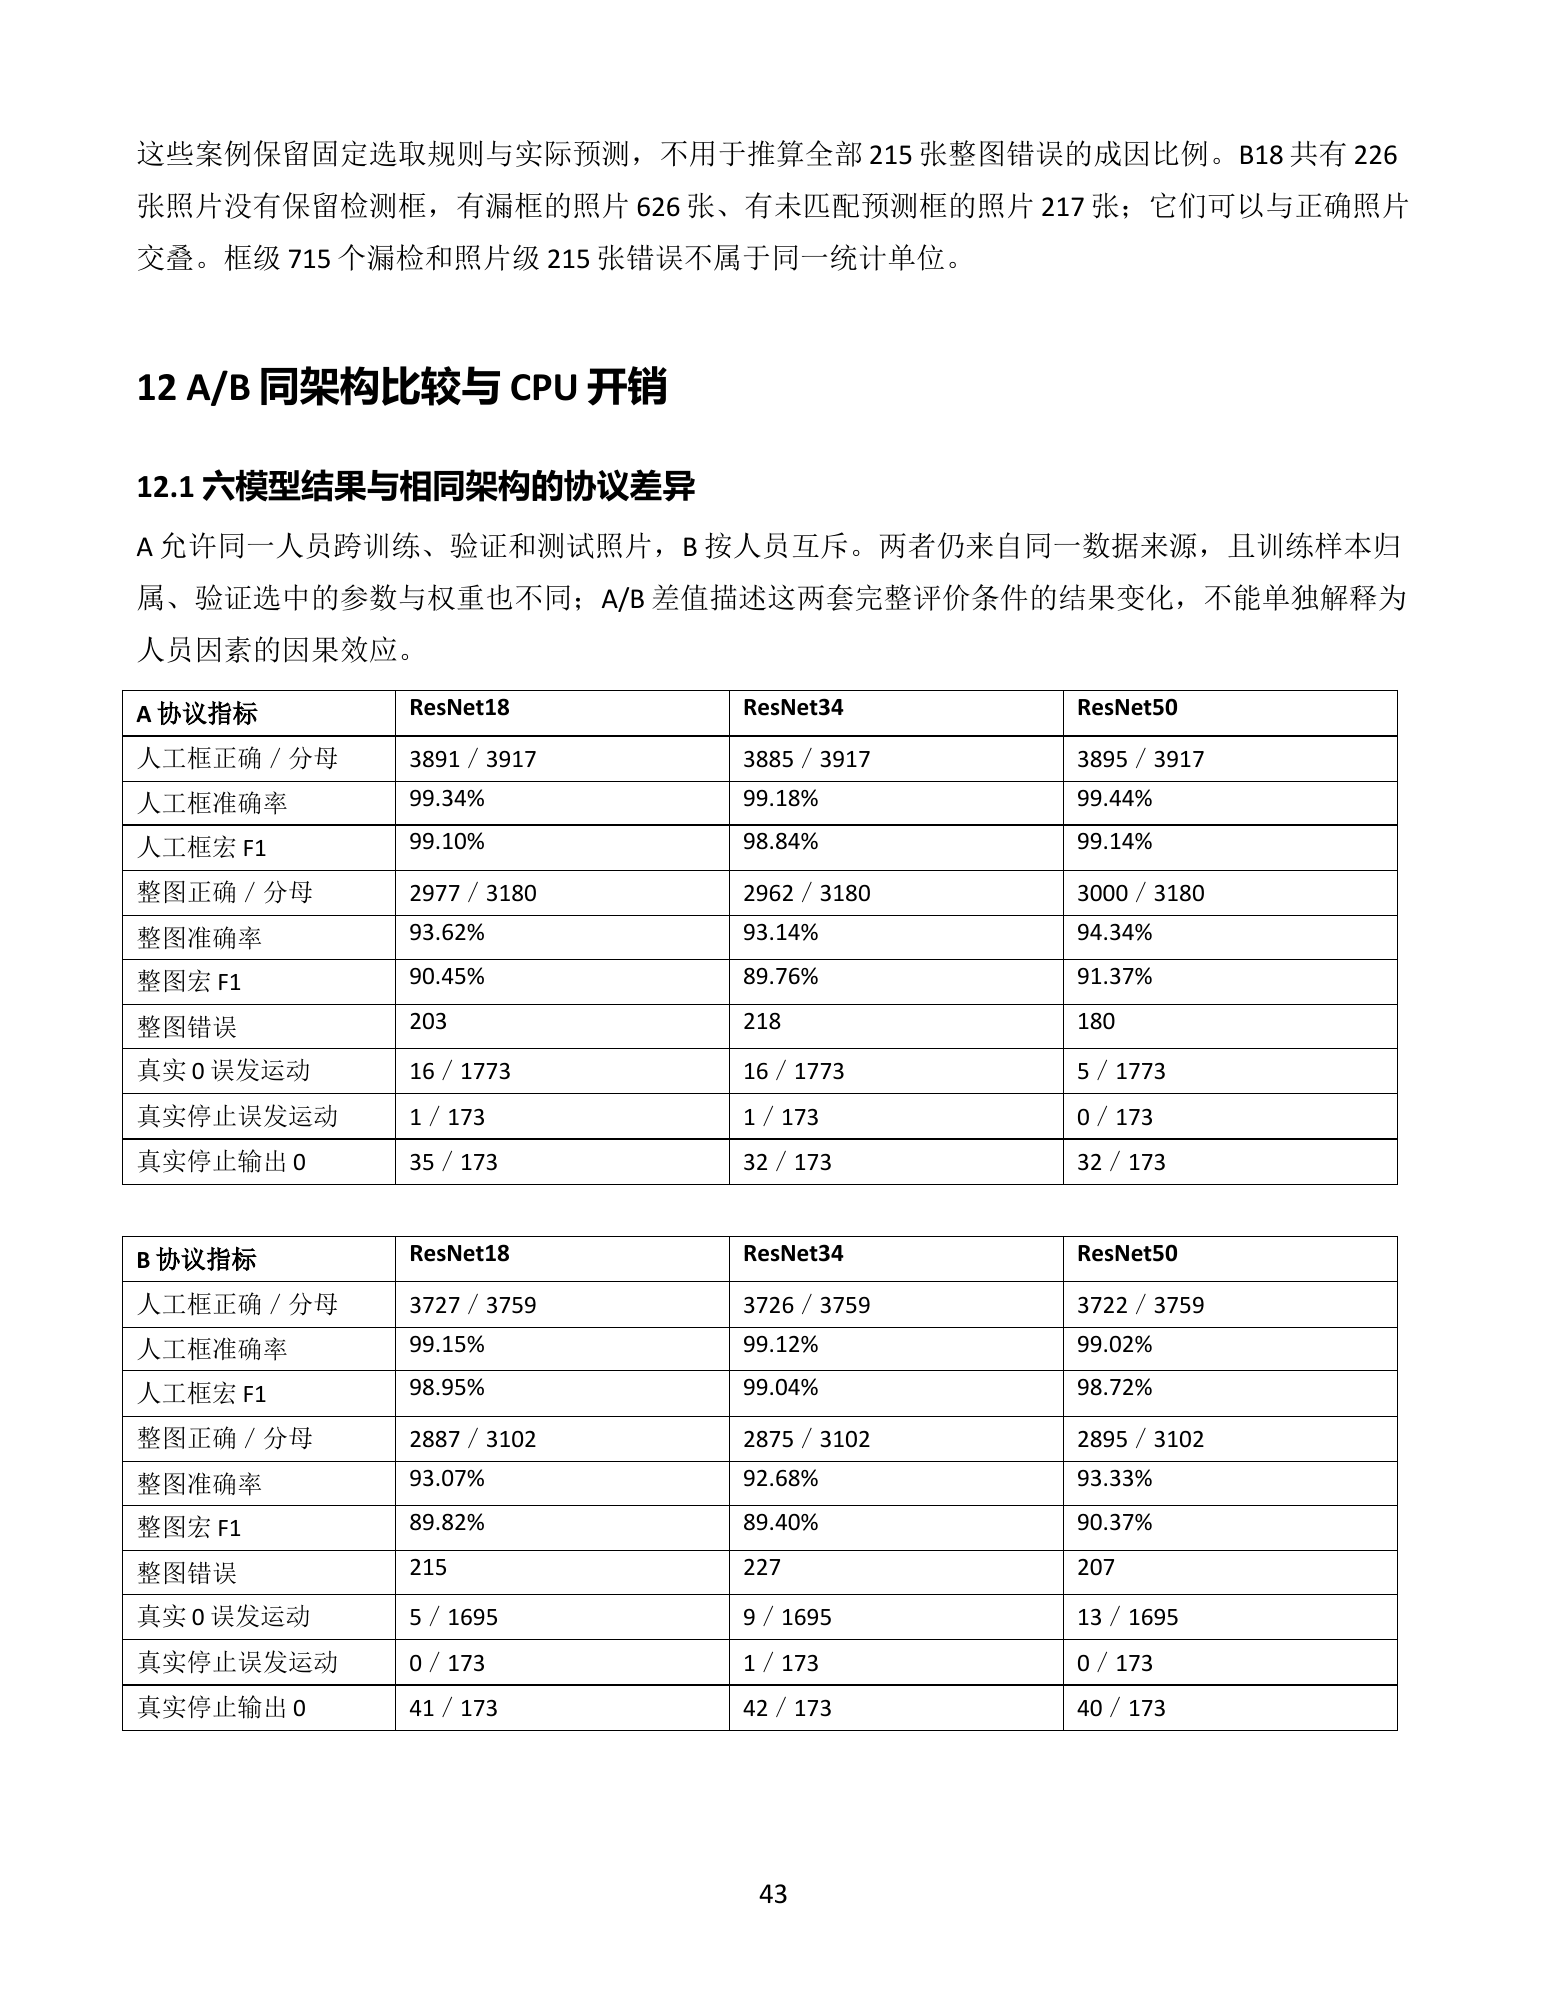 这些案例保留固定选取规则与实际预测，不用于推算全部 215 张整图错误的成因比例。B18 共有 226
张照片没有保留检测框，有漏框的照片 626 张、有未匹配预测框的照片 217 张；它们可以与正确照片
交叠。框级 715 个漏检和照片级 215 张错误不属于同一统计单位。
12 A/B 同架构比较与 CPU 开销
12.1 六模型结果与相同架构的协议差异
A 允许同一人员跨训练、验证和测试照片，B 按人员互斥。两者仍来自同一数据来源，且训练样本归
属、验证选中的参数与权重也不同；A/B 差值描述这两套完整评价条件的结果变化，不能单独解释为
人员因素的因果效应。
A 协议指标 ResNet18 ResNet34 ResNet50
人工框正确／分母 3891／3917 3885／3917 3895／3917
人工框准确率 99.34% 99.18% 99.44%
人工框宏 F1 99.10% 98.84% 99.14%
整图正确／分母 2977／3180 2962／3180 3000／3180
整图准确率 93.62% 93.14% 94.34%
整图宏 F1 90.45% 89.76% 91.37%
整图错误 203 218 180
真实 0 误发运动 16／1773 16／1773 5／1773
真实停止误发运动 1／173 1／173 0／173
真实停止输出 0 35／173 32／173 32／173
B 协议指标 ResNet18 ResNet34 ResNet50
人工框正确／分母 3727／3759 3726／3759 3722／3759
人工框准确率 99.15% 99.12% 99.02%
人工框宏 F1 98.95% 99.04% 98.72%
整图正确／分母 2887／3102 2875／3102 2895／3102
整图准确率 93.07% 92.68% 93.33%
整图宏 F1 89.82% 89.40% 90.37%
整图错误 215 227 207
真实 0 误发运动 5／1695 9／1695 13／1695
真实停止误发运动 0／173 1／173 0／173
真实停止输出 0 41／173 42／173 40／173
43